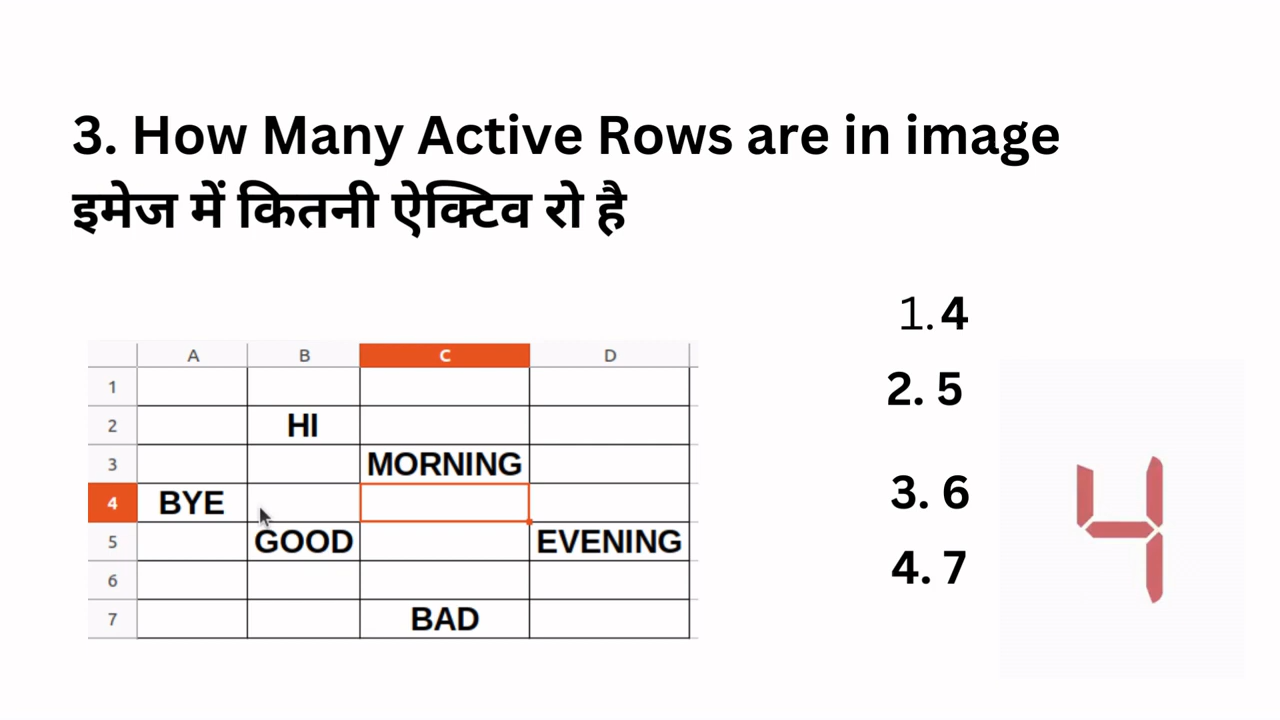 3. How Many Active Rows are in image
इमेज में कितनी ऐक्टिव रो है
1. 4
2. 5
3. 6
4. 7
A B C D
1
2 HI
3 MORNING
4 BYE
5 GOOD EVENING
6
7 BAD
4